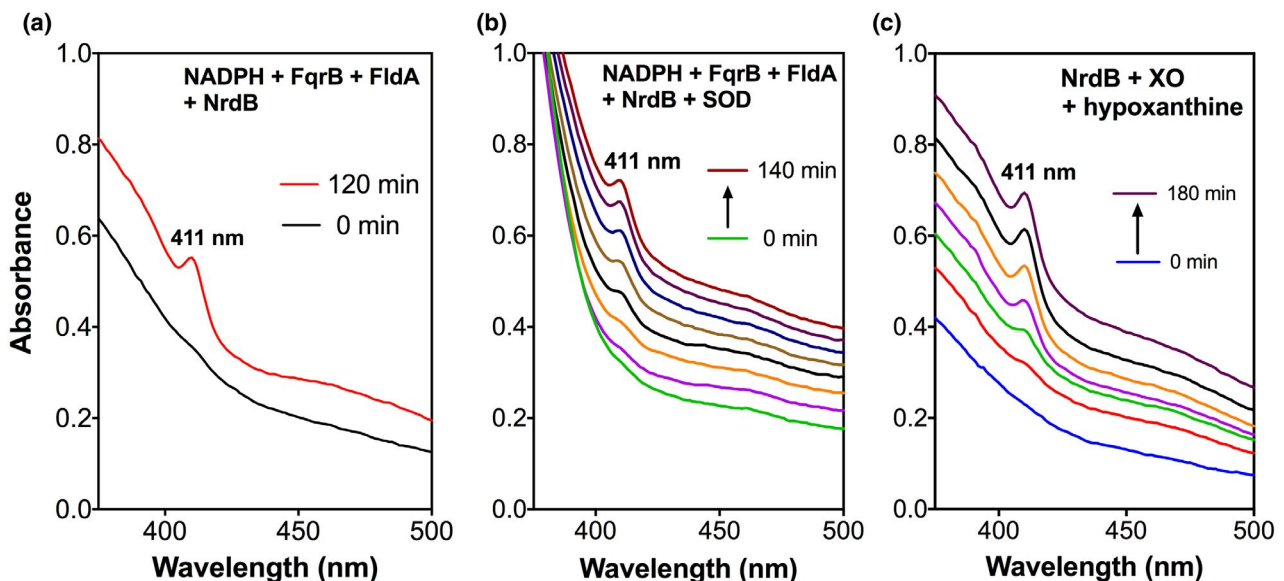 (a)
NADPH + FqrB + FldA
+ NrdB
411 nm
120 min
0 min
Absorbance
1.0
0.8
0.6
0.4
0.2
0.0
400
450
500
Wavelength (nm)
(b)
NADPH + FqrB + FldA
+ NrdB + SOD
411 nm
140 min
0 min
1.0
0.8
0.6
0.4
0.2
0.0
400
450
500
Wavelength (nm)
(c)
NrdB + XO
+ hypoxanthine
411 nm
180 min
0 min
1.0
0.8
0.6
0.4
0.2
0.0
400
450
500
Wavelength (nm)